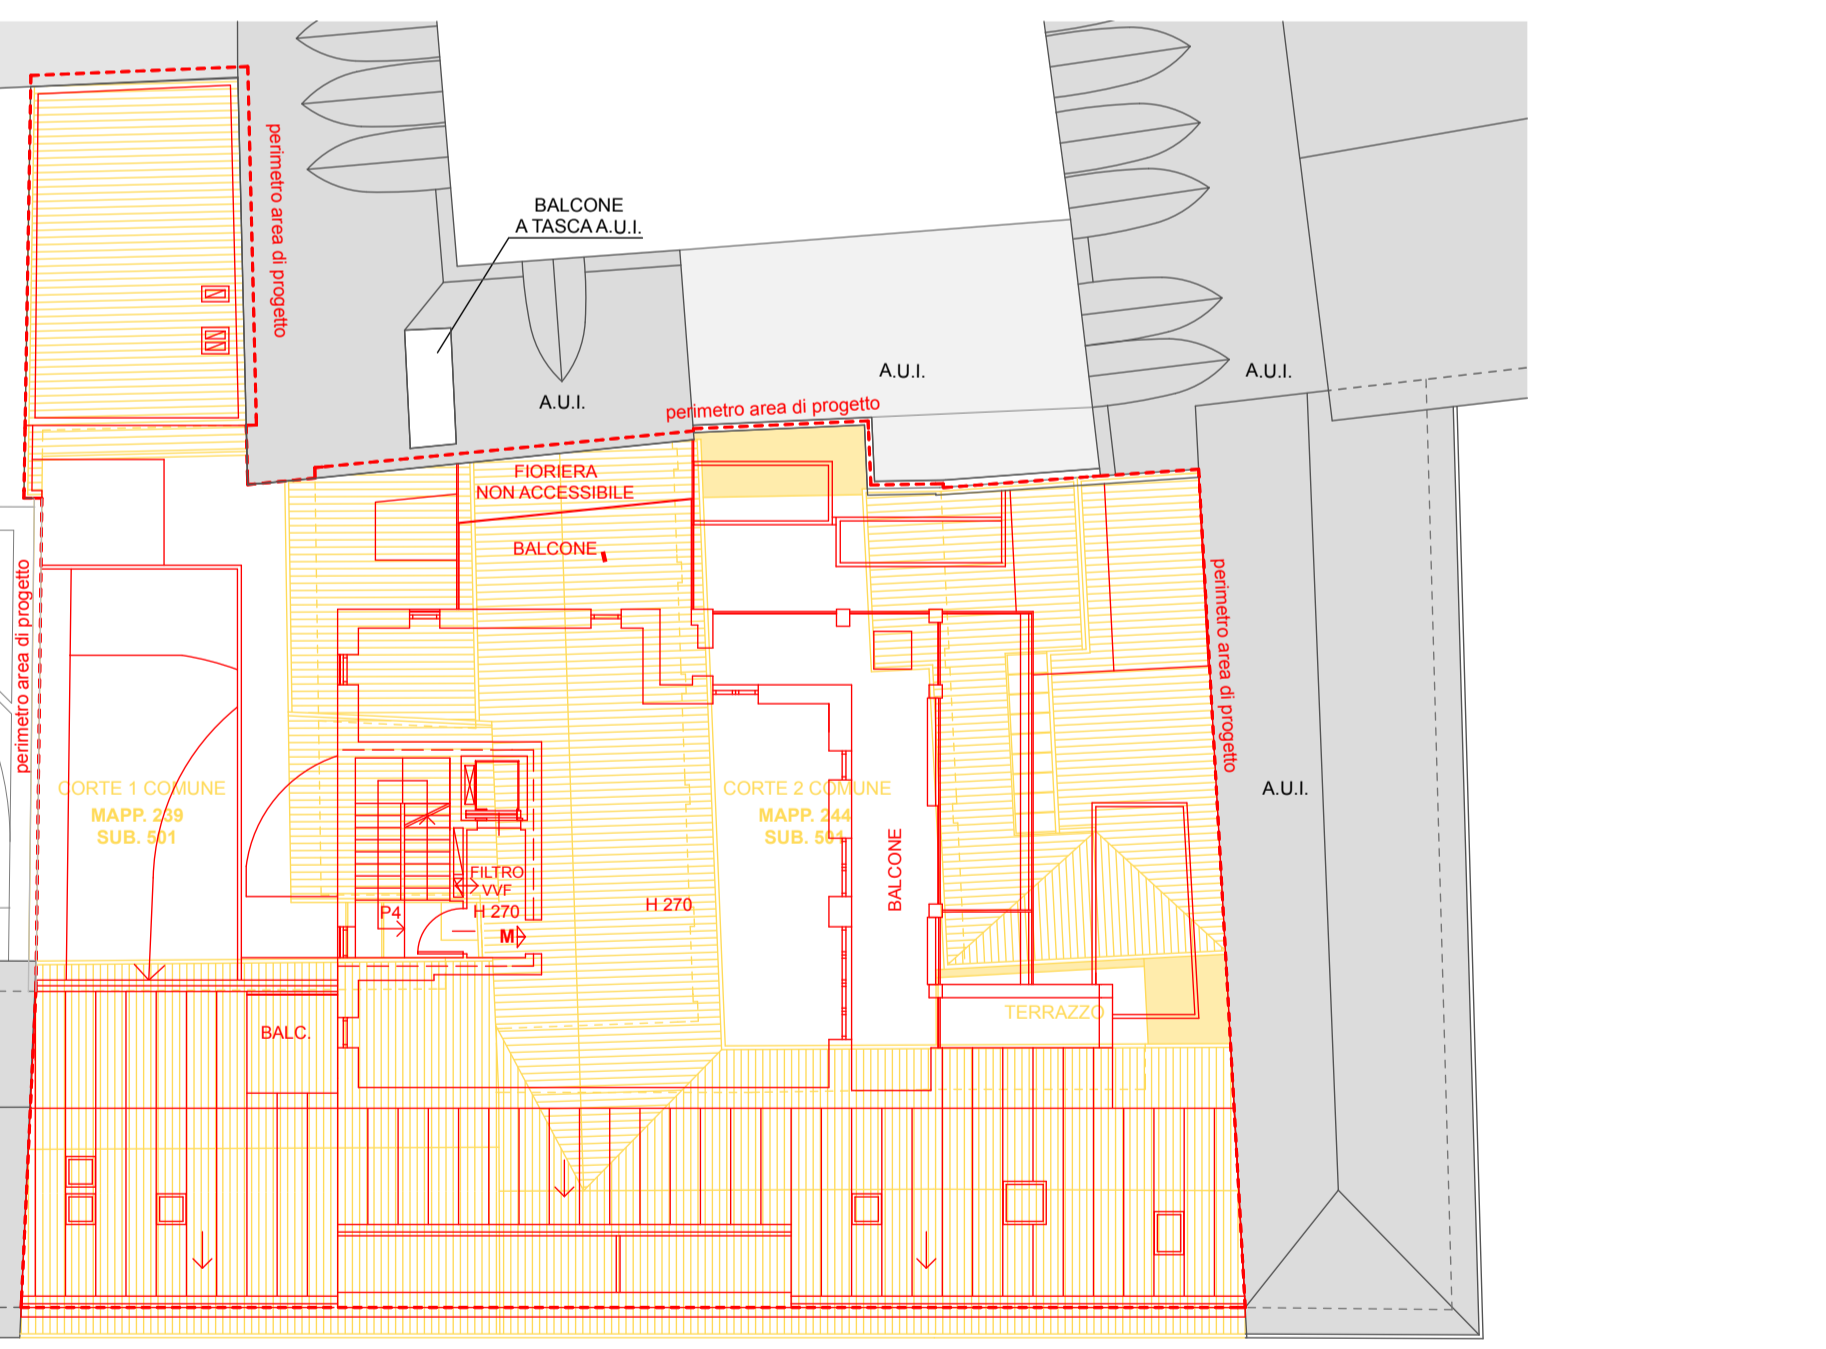 perimetro area di progetto
BALCONE
A TASCA A.U.I.
A.U.I.
A.U.I.
A.U.I.
perimetro area di progetto
FIORIERA
NON ACCESSIBILE
BALCONE
perimetro area di progetto
perimetro area di progetto
CORTE 1 COMUNE
MAPP. 239
SUB. 501
CORTE 2 COMUNE
MAPP. 244
SUB. 501
A.U.I.
BALCONE
FILTRO
VVF
H 270
P4
M
H 270
TERRAZZO
BALC.